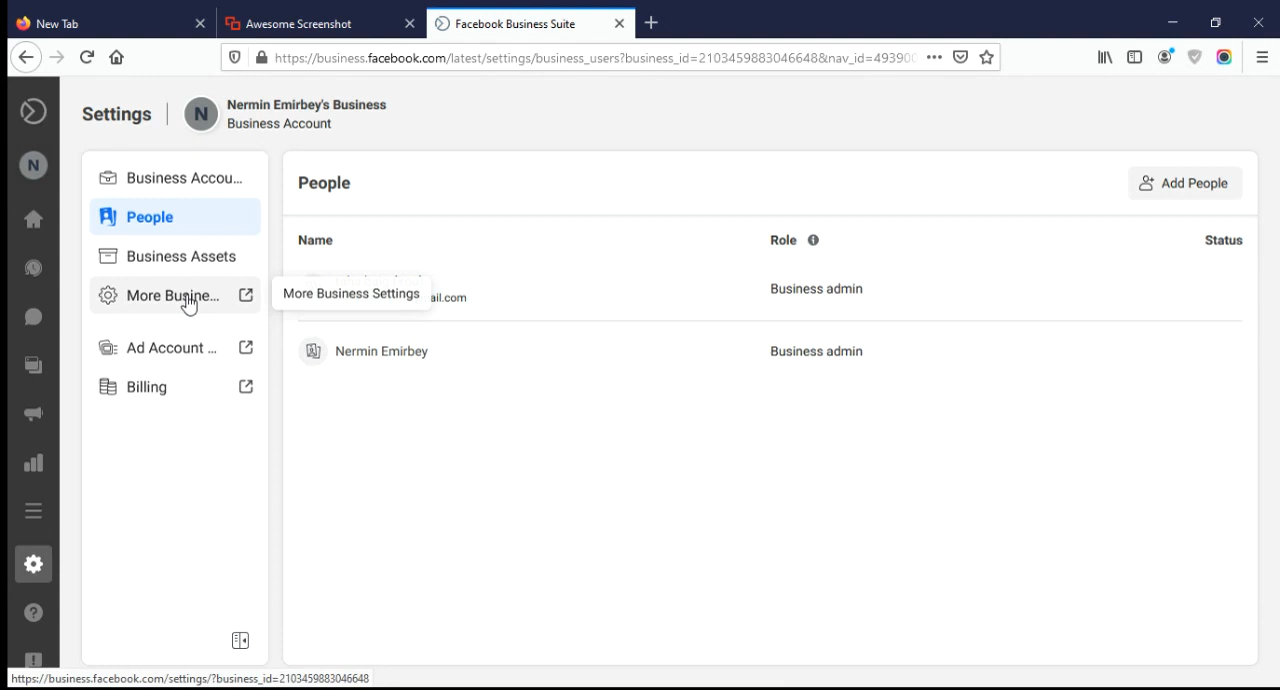 New Tab
Awesome Screenshot
Facebook Business Suite
https://business.facebook.com/latest/settings/business_users?business_id=2103459883046648&nav_id=49390
Settings
N
Nermin Emirbey's Business
Business Account
N
Business Accou...
People
Business Assets
More Busine...
Ad Account ...
Billing
People
Add People
Name
Role
Status
More Business Settings
ail.com
Business admin
Nermin Emirbey
Business admin
https://business.facebook.com/settings/?business_id=2103459883046648